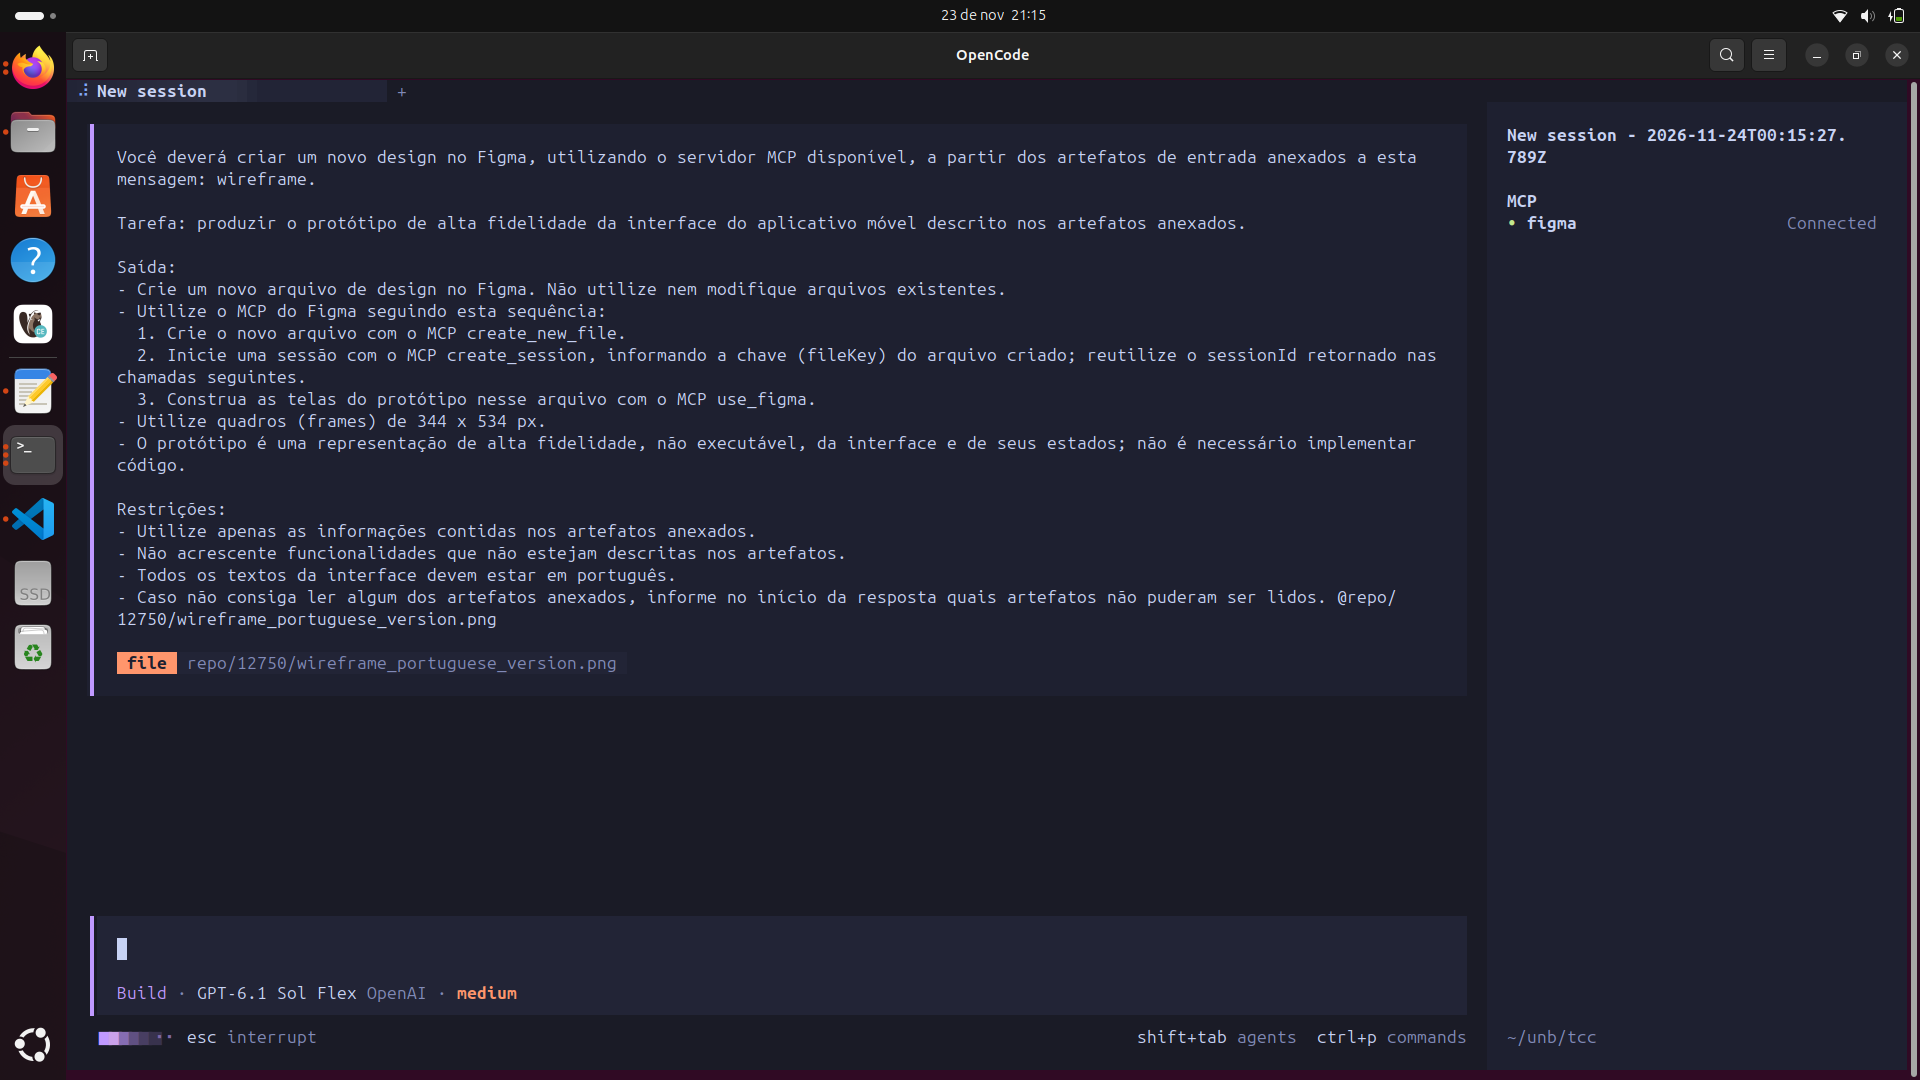 23 de nov 21:15
OpenCode
New session
+
Você deverá criar um novo design no Figma, utilizando o servidor MCP disponível, a partir dos artefatos de entrada anexados a esta
mensagem: wireframe.
Tarefa: produzir o protótipo de alta fidelidade da interface do aplicativo móvel descrito nos artefatos anexados.
Saída:
- Crie um novo arquivo de design no Figma. Não utilize nem modifique arquivos existentes.
- Utilize o MCP do Figma seguindo esta sequência:
1. Crie o novo arquivo com o MCP create_new_file.
2. Inicie uma sessão com o MCP create_session, informando a chave (fileKey) do arquivo criado; reutilize o sessionId retornado nas
chamadas seguintes.
3. Construa as telas do protótipo nesse arquivo com o MCP use_figma.
- Utilize quadros (frames) de 344 x 534 px.
- O protótipo é uma representação de alta fidelidade, não executável, da interface e de seus estados; não é necessário implementar
código.
Restrições:
- Utilize apenas as informações contidas nos artefatos anexados.
- Não acrescente funcionalidades que não estejam descritas nos artefatos.
- Todos os textos da interface devem estar em português.
- Caso não consiga ler algum dos artefatos anexados, informe no início da resposta quais artefatos não puderam ser lidos. @repo/
12750/wireframe_portuguese_version.png
file repo/12750/wireframe_portuguese_version.png
New session - 2026-11-24T00:15:27.
789Z
MCP
• figma Connected
Build · GPT-6.1 Sol Flex OpenAI · medium
esc interrupt
shift+tab agents ctrl+p commands
~/unb/tcc
SSD